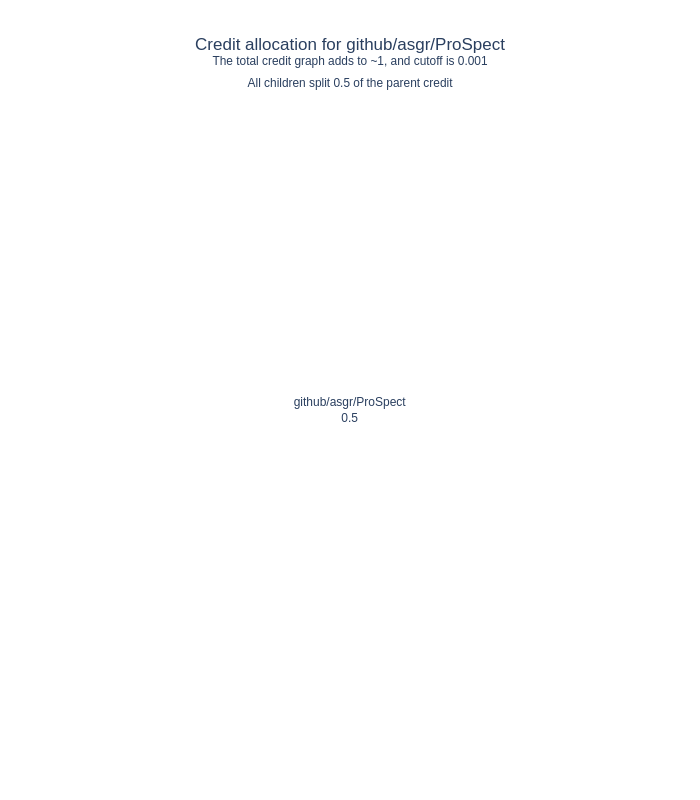 Credit allocation for github/asgr/ProSpect
The total credit graph adds to ~1, and cutoff is 0.001
All children split 0.5 of the parent credit
github/asgr/ProSpect
0.5